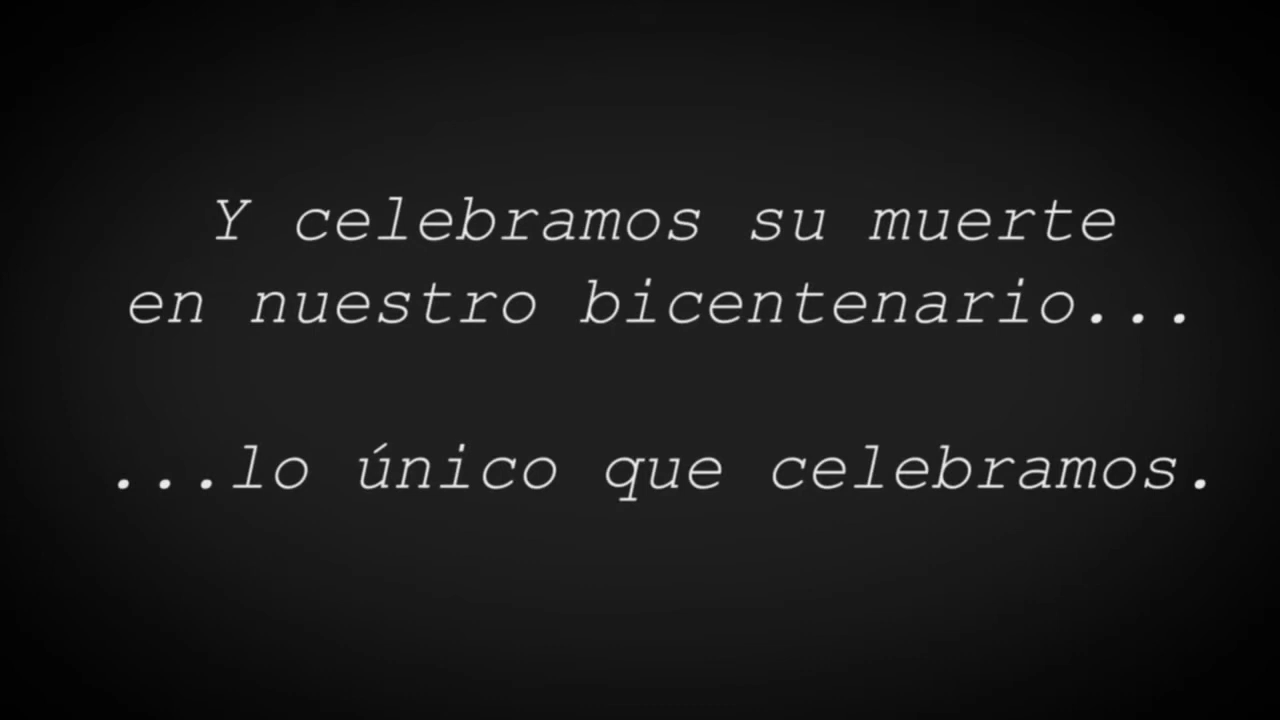 Y celebramos su muerte
en nuestro bicentenario...
...lo único que celebramos.